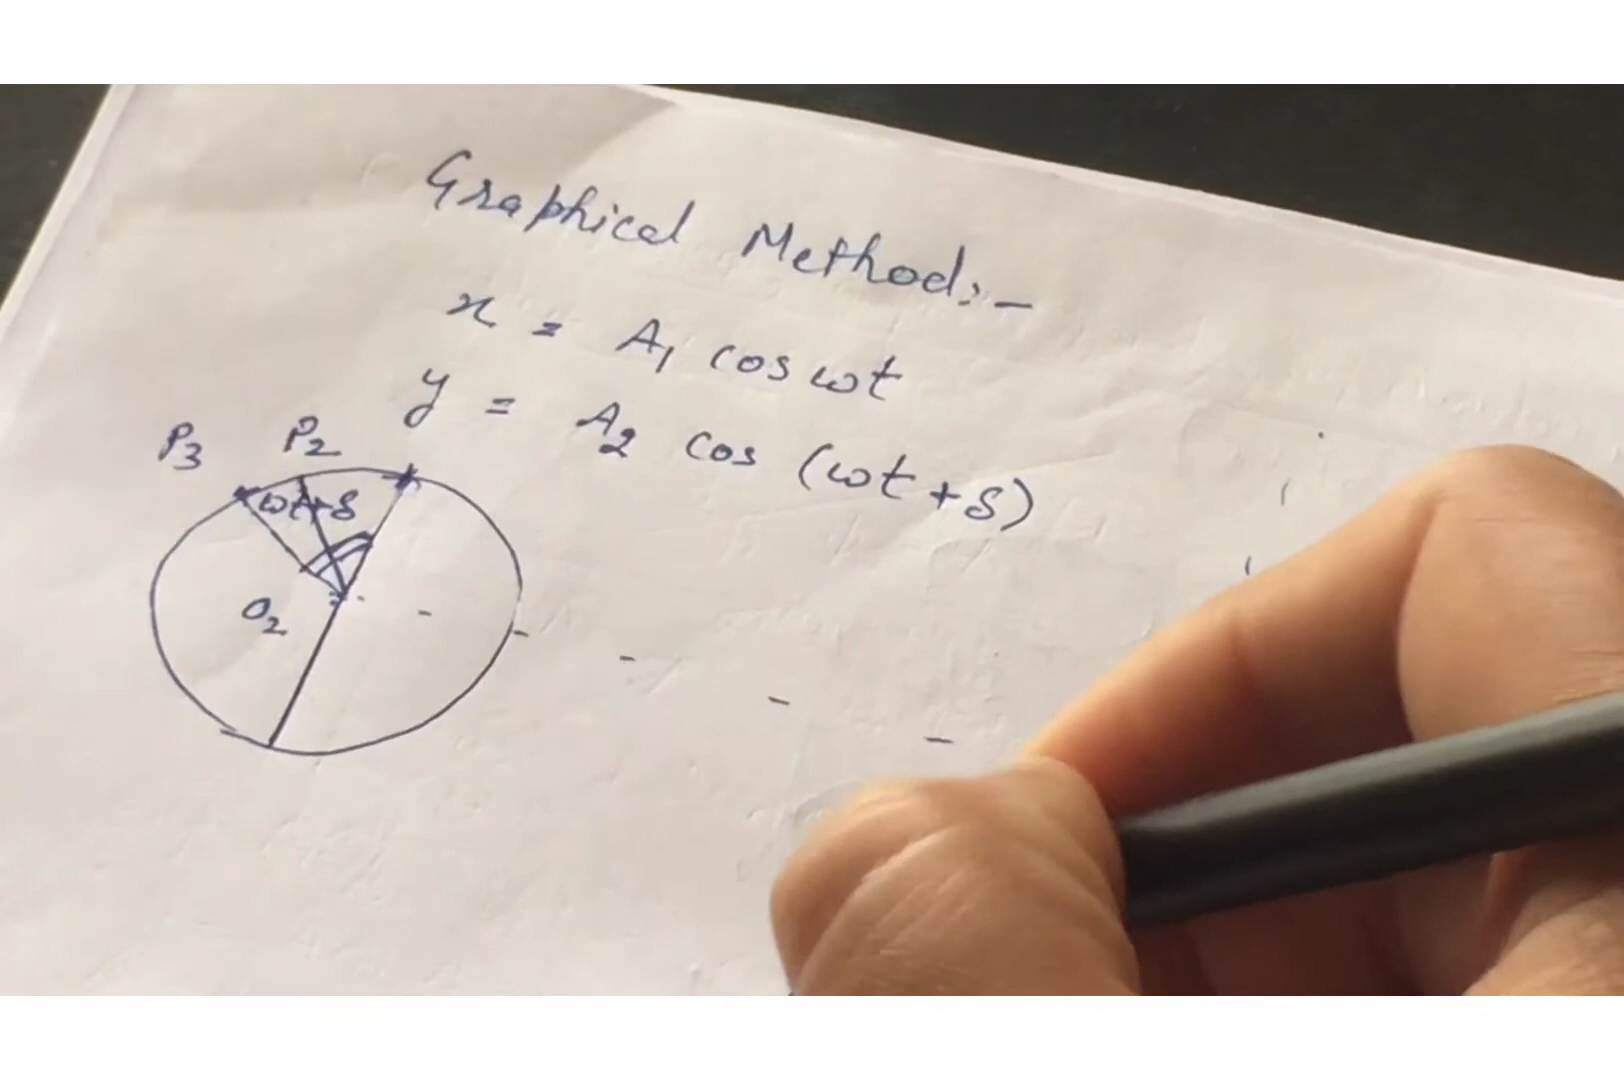 Graphical Method:-
x = A₁ cos ωt
y = A₂ cos (ωt + δ)
P₃ P₂
ωt+δ
O₂